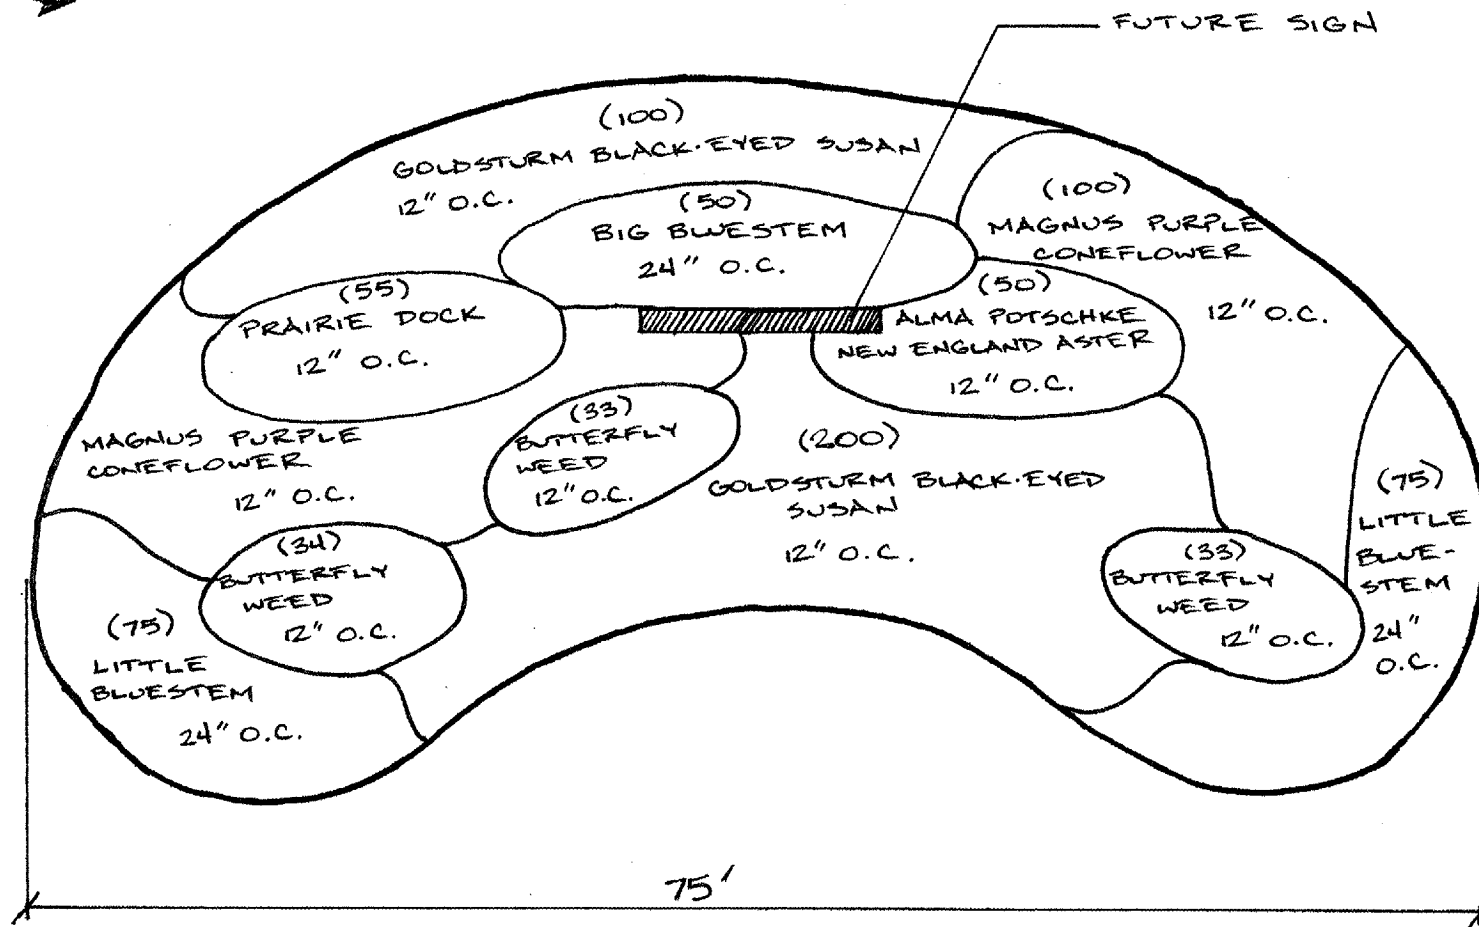 FUTURE SIGN
(100)
GOLDSTURM BLACK-EYED SUSAN
12" O.C.
(50)
BIG BLUESTEM
24" O.C.
(100)
MAGNUS PURPLE
CONEFLOWER
12" O.C.
(55)
PRAIRIE DOCK
12" O.C.
(50)
ALMA POTSCHKE
NEW ENGLAND ASTER
12" O.C.
MAGNUS PURPLE
CONEFLOWER
12" O.C.
(33)
BUTTERFLY
WEED
12" O.C.
(200)
GOLDSTURM BLACK-EYED
SUSAN
12" O.C.
(75)
LITTLE
BLUE-
STEM
24"
O.C.
(34)
BUTTERFLY
WEED
12" O.C.
(33)
BUTTERFLY
WEED
12" O.C.
(75)
LITTLE
BLUESTEM
24" O.C.
75'